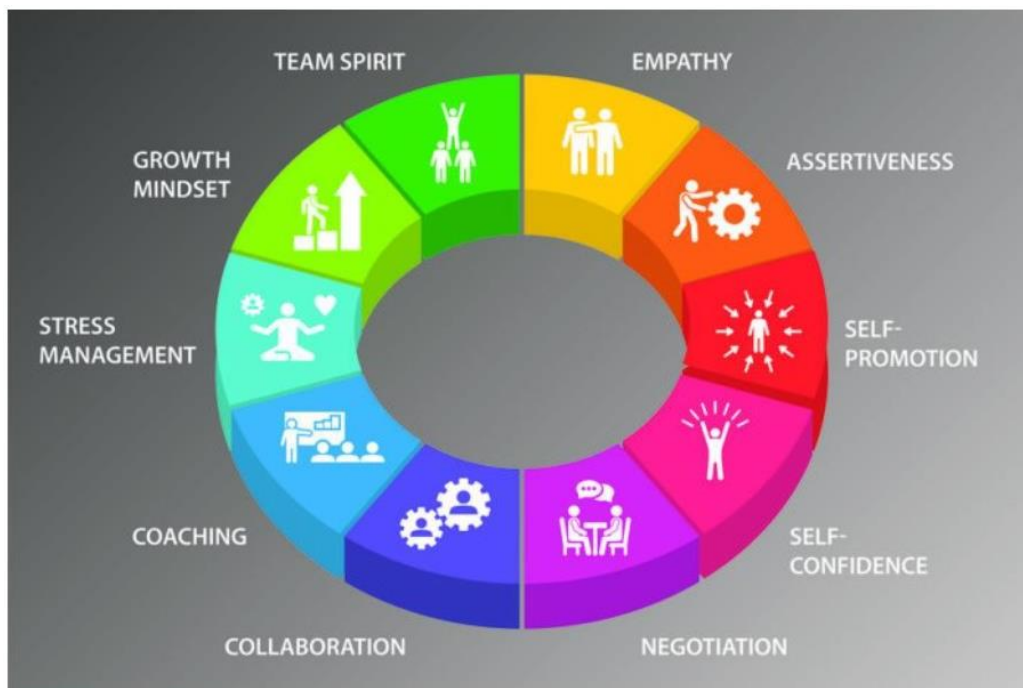 TEAM SPIRIT
EMPATHY
GROWTH
MINDSET
ASSERTIVENESS
STRESS
MANAGEMENT
SELF-
PROMOTION
COACHING
SELF-
CONFIDENCE
COLLABORATION
NEGOTIATION